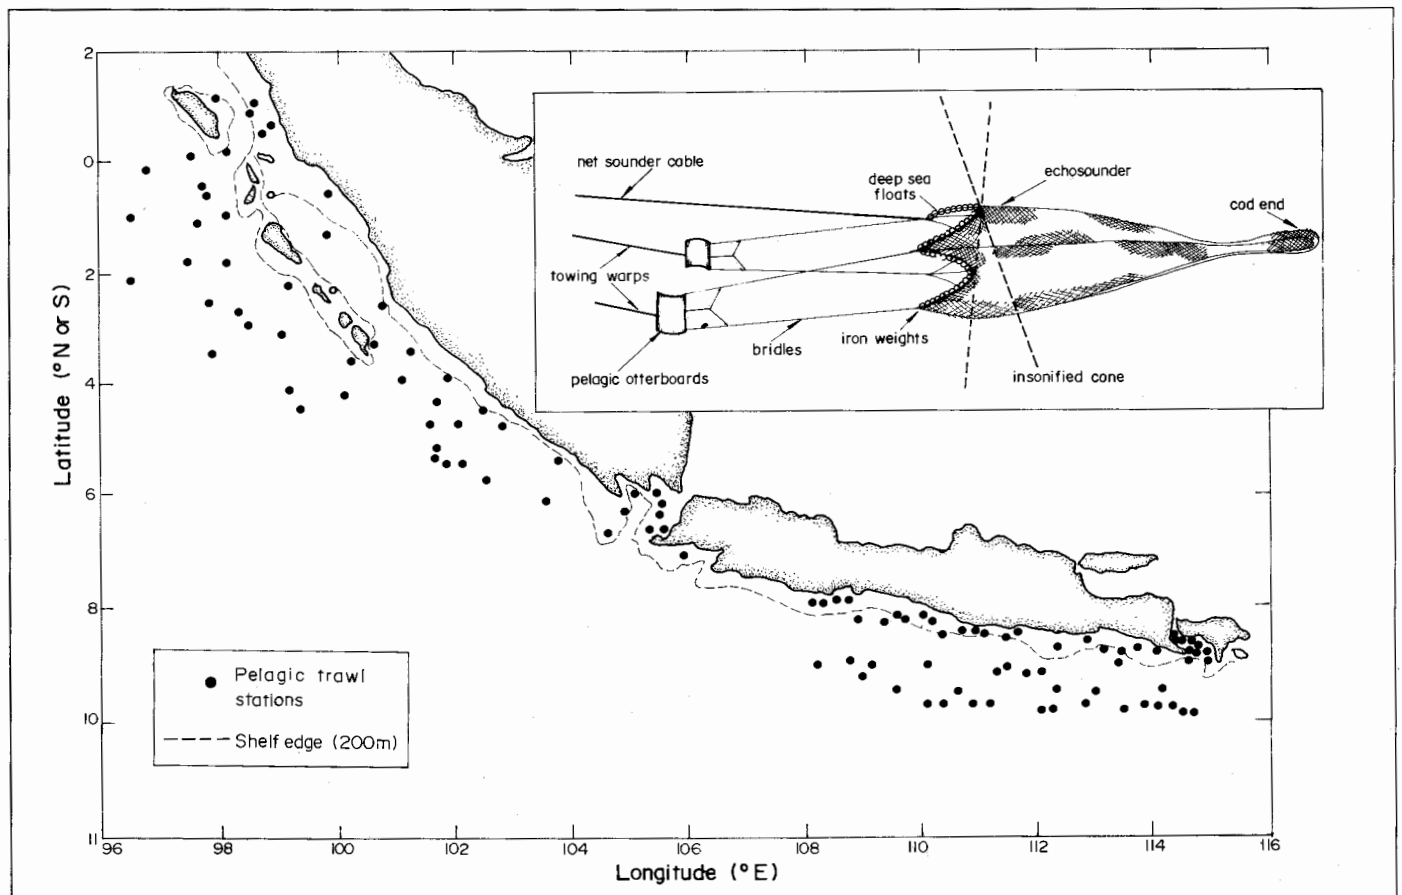 2
0
2
4
6
8
10
11
Latitude (°N or S)
96
98
100
102
104
106
108
110
112
114
116
Longitude (°E)
net sounder cable
deep sea
floats
echosounder
cod end
towing warps
iron weights
bridles
pelagic otterboards
insonified cone
Pelagic trawl
stations
Shelf edge (200m)